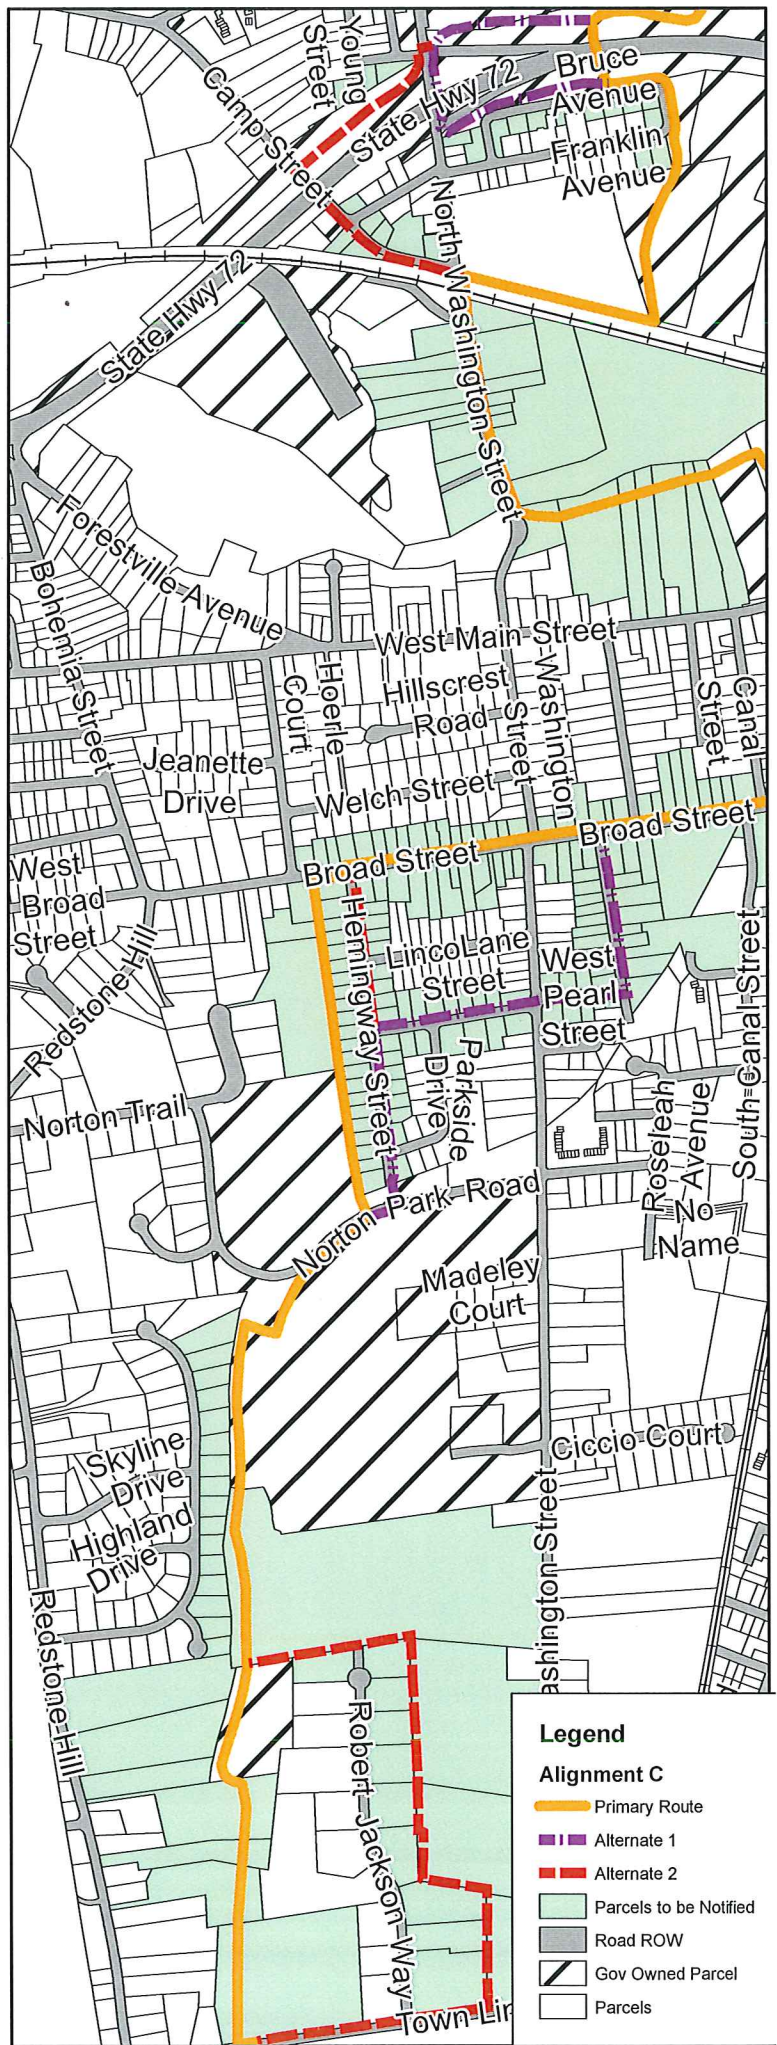 Young
Street
Camp Street
State Hwy 72
Bruce
Avenue
Franklin
Avenue
North Washington Street
State Hwy 72
Forestville Avenue
Bohemia Street
West Main Street
Court
Hoerle
Hillscrest
Road
Street
Washington
Street
Canal
Jeanette
Drive
Welch Street
Broad Street
Broad Street
West
Broad
Street
Redstone Hill
Hemingway Street
LincoLane
Street
West
Pearl
Street
South Canal Street
Norton Trail
Parkside
Drive
Roseleah
Avenue
Norton Park Road
No
Name
Madeley
Court
Skyline
Drive
Highland
Drive
Ciccio Court
ashington Street
Redstone Hill
Robert Jackson Way
Town Lin
Legend
Alignment C
Primary Route
Alternate 1
Alternate 2
Parcels to be Notified
Road ROW
Gov Owned Parcel
Parcels